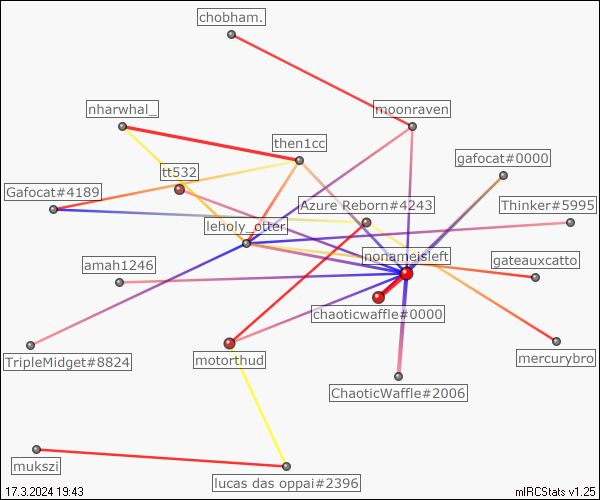 chobham.
nharwhal_
moonraven
then1cc
gafocat#0000
tt532
Gafocat#4189
Azure Reborn#4243
Thinker#5995
leholy_otter
nonameisleft
amah1246
gateauxcatto
chaoticwaffle#0000
TripleMidget#8824
motorthud
mercurybro
ChaoticWaffle#2006
mukszi
lucas das oppai#2396
17.3.2024 19:43
mIRCStats v1.25